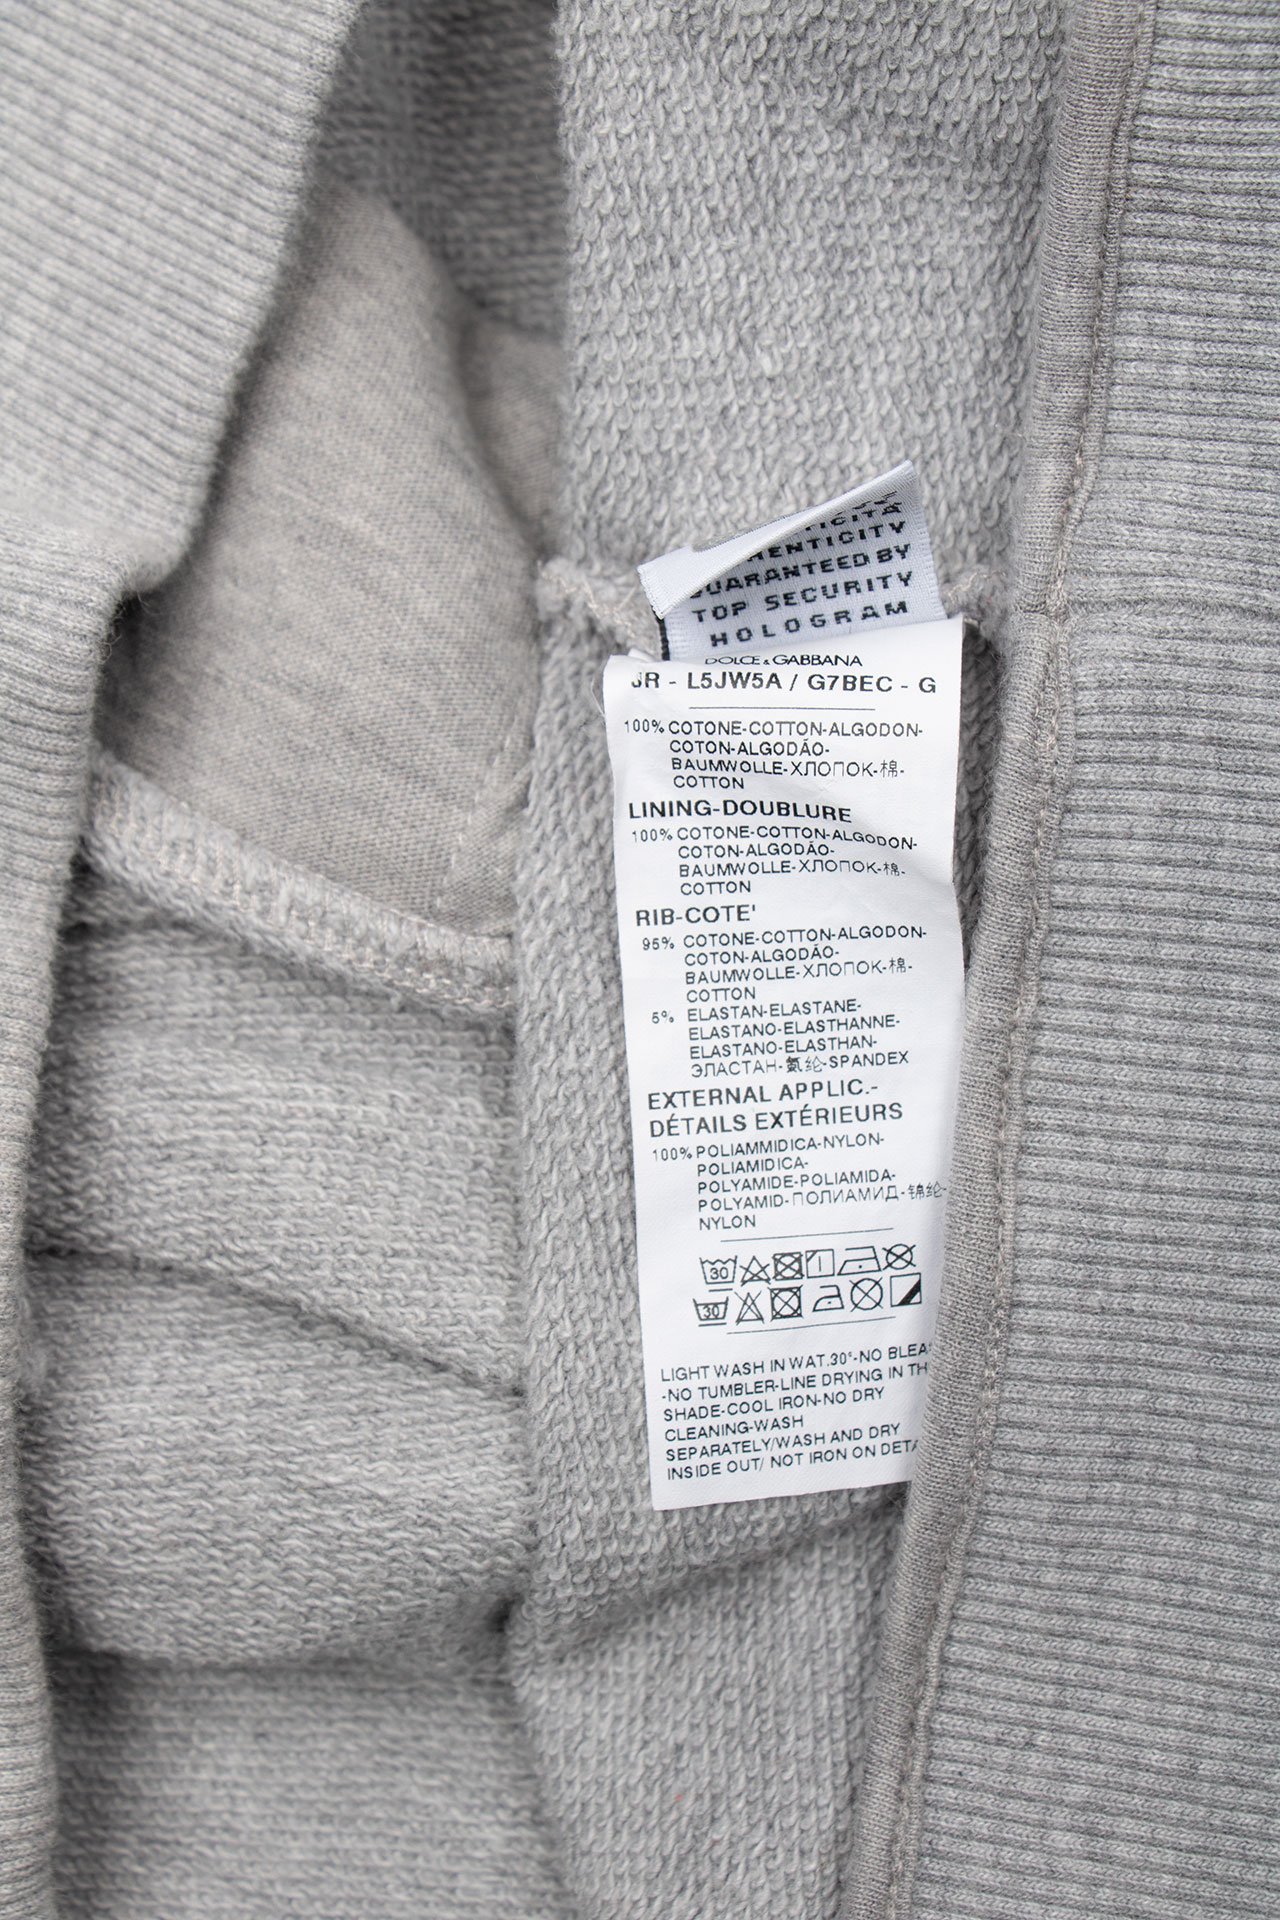 AUTHENTICITY
GUARANTEED BY
TOP SECURITY
HOLOGRAM
DOLCE & GABBANA
JR - L5JW5A / G7BEC - G
100% COTONE-COTTON-ALGODON-
COTON-ALGODÃO-
BAUMWOLLE-ХЛОПОК-棉-
COTTON
LINING-DOUBLURE
100% COTONE-COTTON-ALGODON-
COTON-ALGODÃO-
BAUMWOLLE-ХЛОПОК-棉-
COTTON
RIB-COTE'
95% COTONE-COTTON-ALGODON-
COTON-ALGODÃO-
BAUMWOLLE-ХЛОПОК-棉-
COTTON
5% ELASTAN-ELASTANE-
ELASTANO-ELASTHANNE-
ELASTANO-ELASTHAN-
ЭЛАСТАН-氨纶-SPANDEX
EXTERNAL APPLIC.-
DÉTAILS EXTÉRIEURS
100% POLIAMMIDICA-NYLON-
POLIAMIDICA-
POLYAMIDE-POLIAMIDA-
POLYAMID-ПОЛИАМИД-锦纶-
NYLON
30
30
LIGHT WASH IN WAT.30°-NO BLEA
-NO TUMBLER-LINE DRYING IN TH
SHADE-COOL IRON-NO DRY
CLEANING-WASH
SEPARATELY/WASH AND DRY
INSIDE OUT/ NOT IRON ON DETA